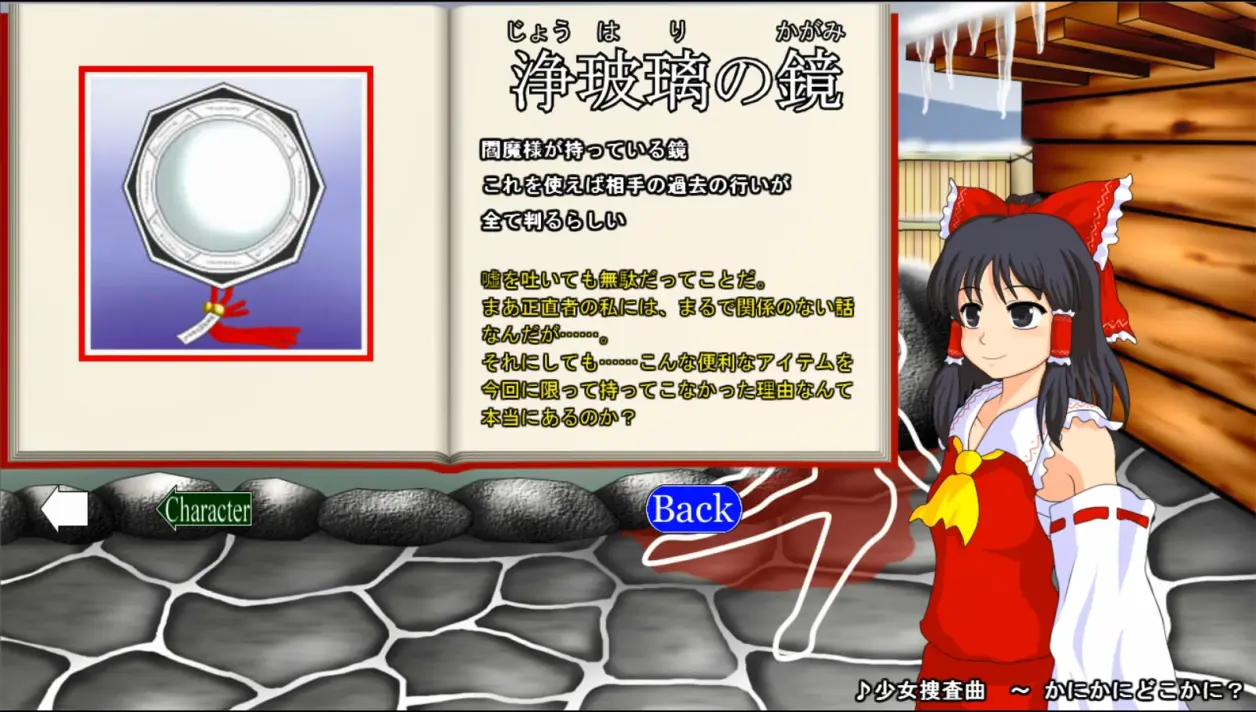 じょう は り かがみ
浄玻璃の鏡
閻魔様が持っている鏡
これを使えば相手の過去の行いが
全て判るらしい
嘘を吐いても無駄だってことだ。
まあ正直者の私には、まるで関係のない話
なんだが……。
それにしても……こんな便利なアイテムを
今回に限って持ってこなかった理由なんて
本当にあるのか？
Character
Back
♪少女捜査曲　～ かにかにどこかに？